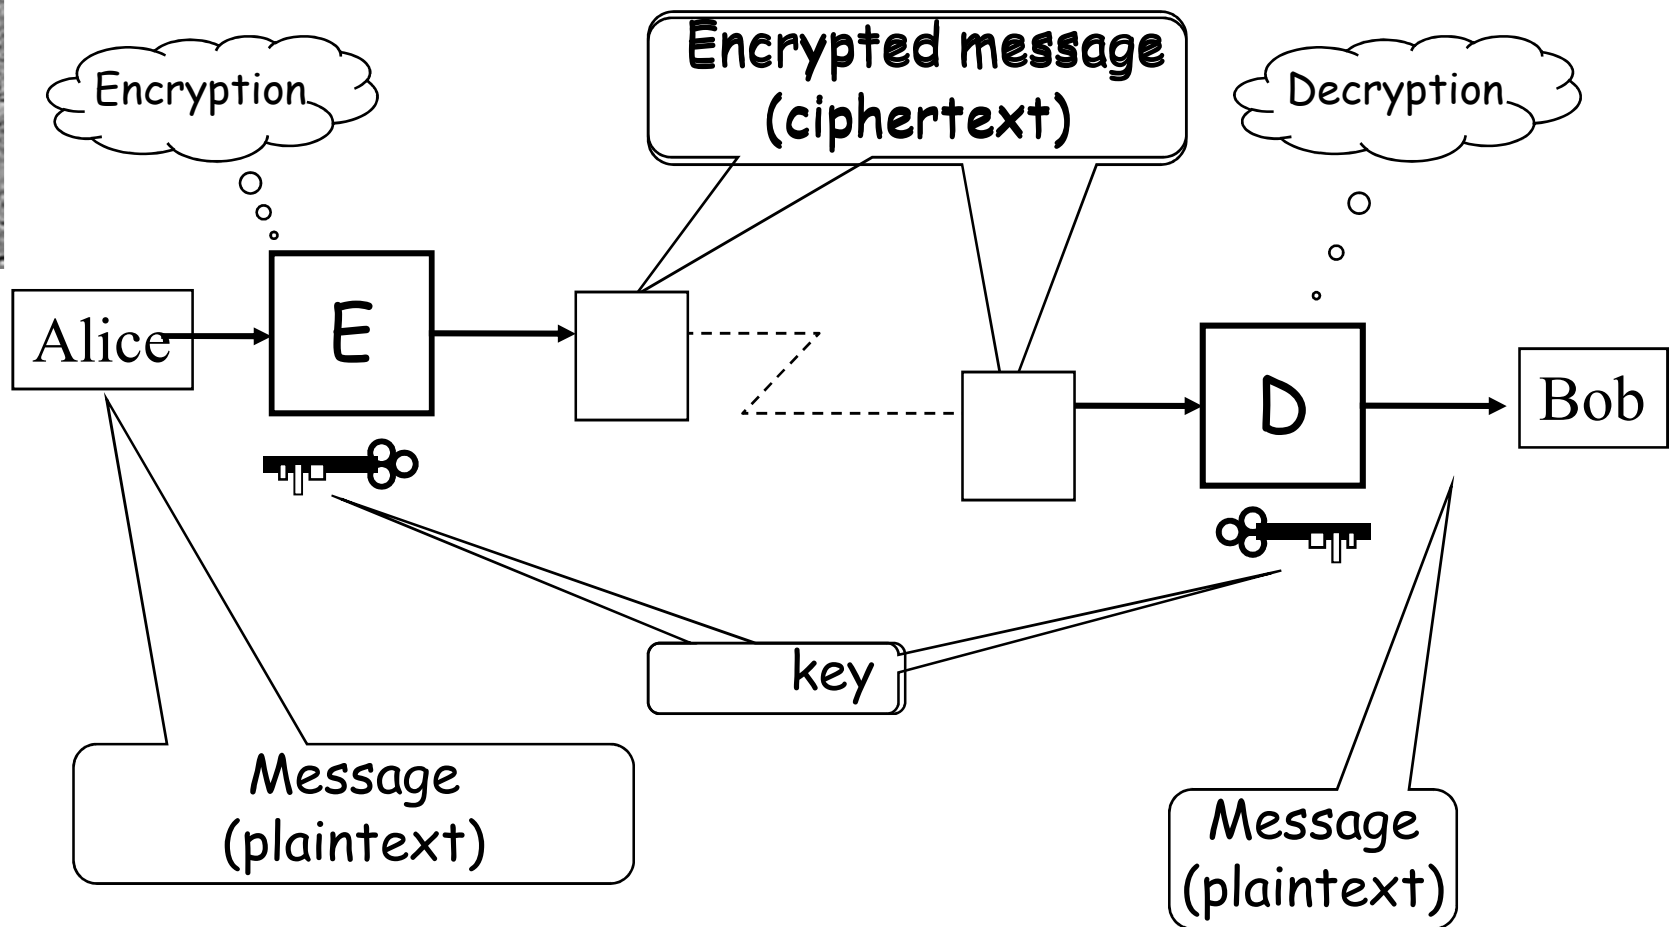 Encryption
Encrypted message
(ciphertext)
Decryption
Alice
E
D
Bob
key
Message
(plaintext)
Message
(plaintext)